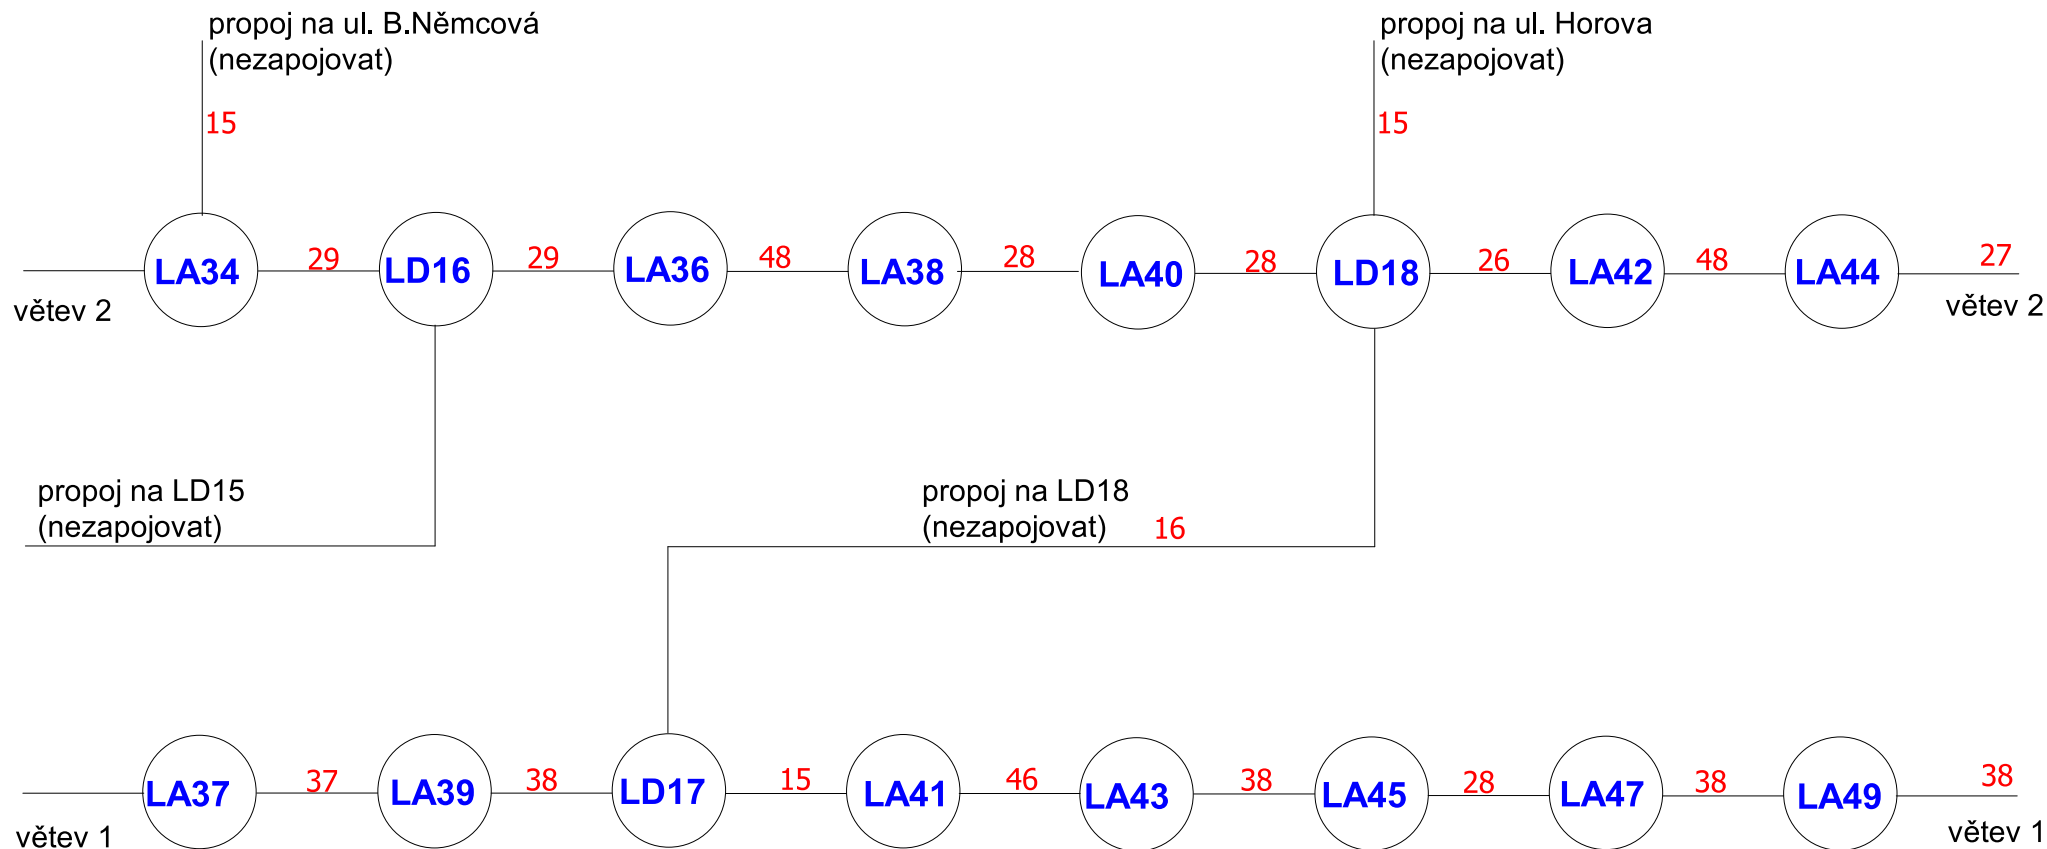 propoj na ul. B.Němcová
(nezapojovat)
propoj na ul. Horova
(nezapojovat)
15
15
LA34 29 LD16 29 LA36 48 LA38 28 LA40 28 LD18 26 LA42 48 LA44 27
větev 2
větev 2
propoj na LD15
(nezapojovat)
propoj na LD18
(nezapojovat) 16
LA37 37 LA39 38 LD17 15 LA41 46 LA43 38 LA45 28 LA47 38 LA49 38
větev 1
větev 1